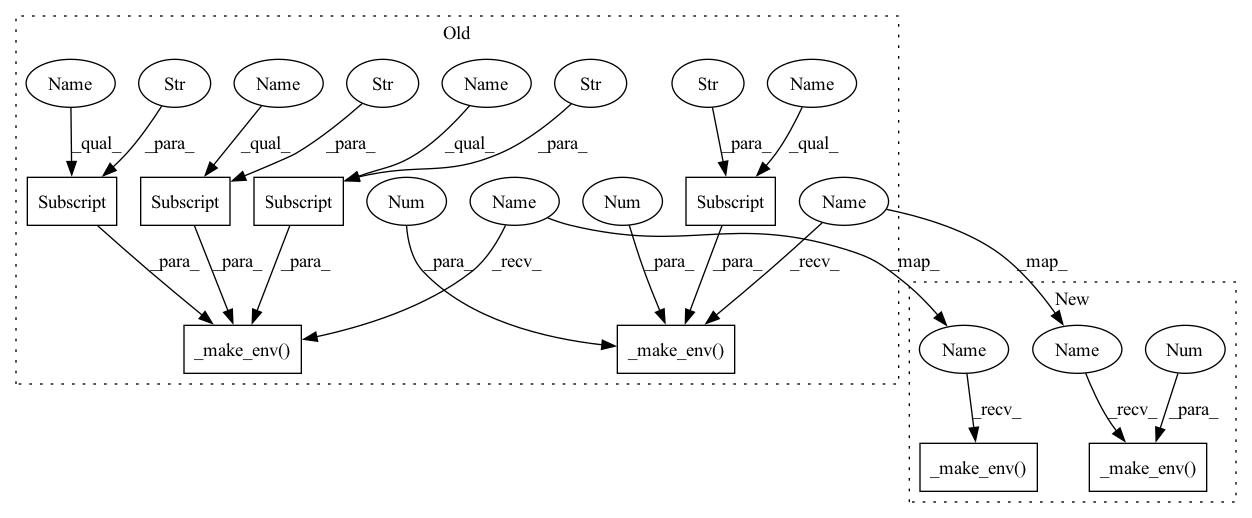 Old
Name Str Name Str Name Str Str Name
_qual_ _para_ _qual_ _para_ _qual_ _para_ _para_ _qual_
Subscript Subscript Subscript Num Name Num Subscript Name
_para_ _para_ _para_ _para_ _recv_ _para_ _para_ _recv_ _map_ _map_
New
_make_env() _make_env() Name Name Num
_recv_ _recv_ _para_
_make_env() _make_env()